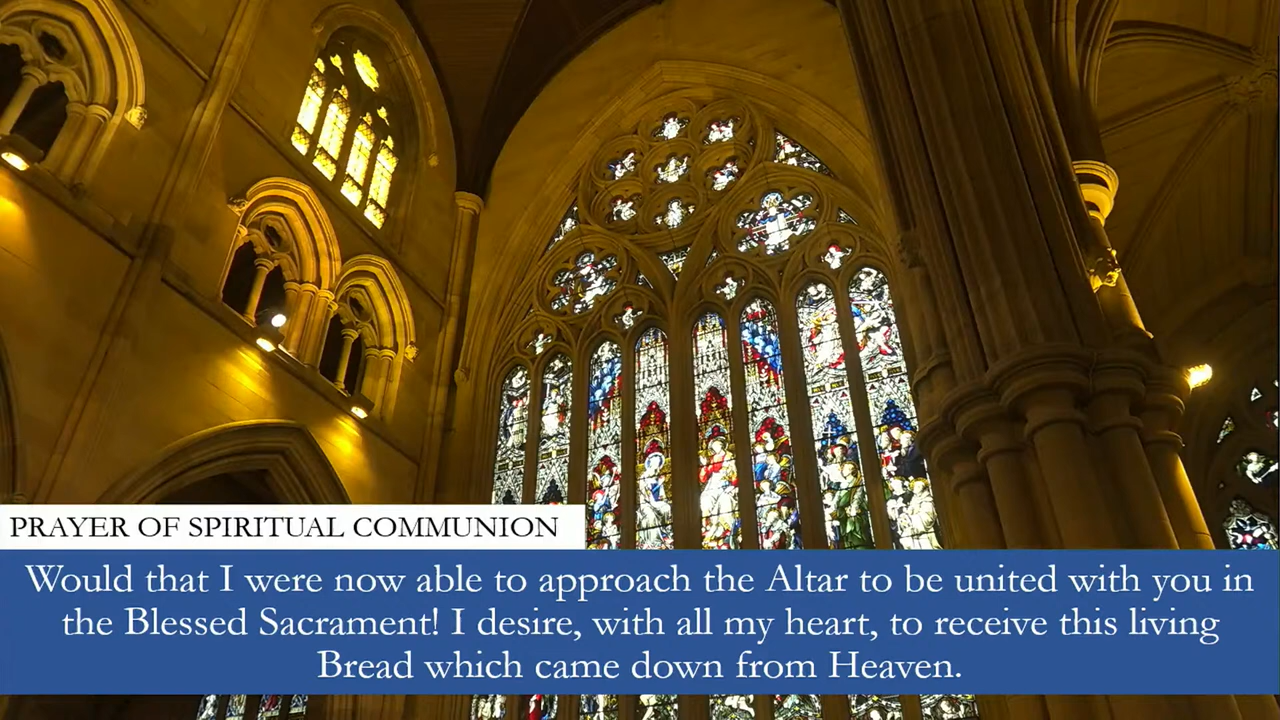 PRAYER OF SPIRITUAL COMMUNION
Would that I were now able to approach the Altar to be united with you in
the Blessed Sacrament! I desire, with all my heart, to receive this living
Bread which came down from Heaven.